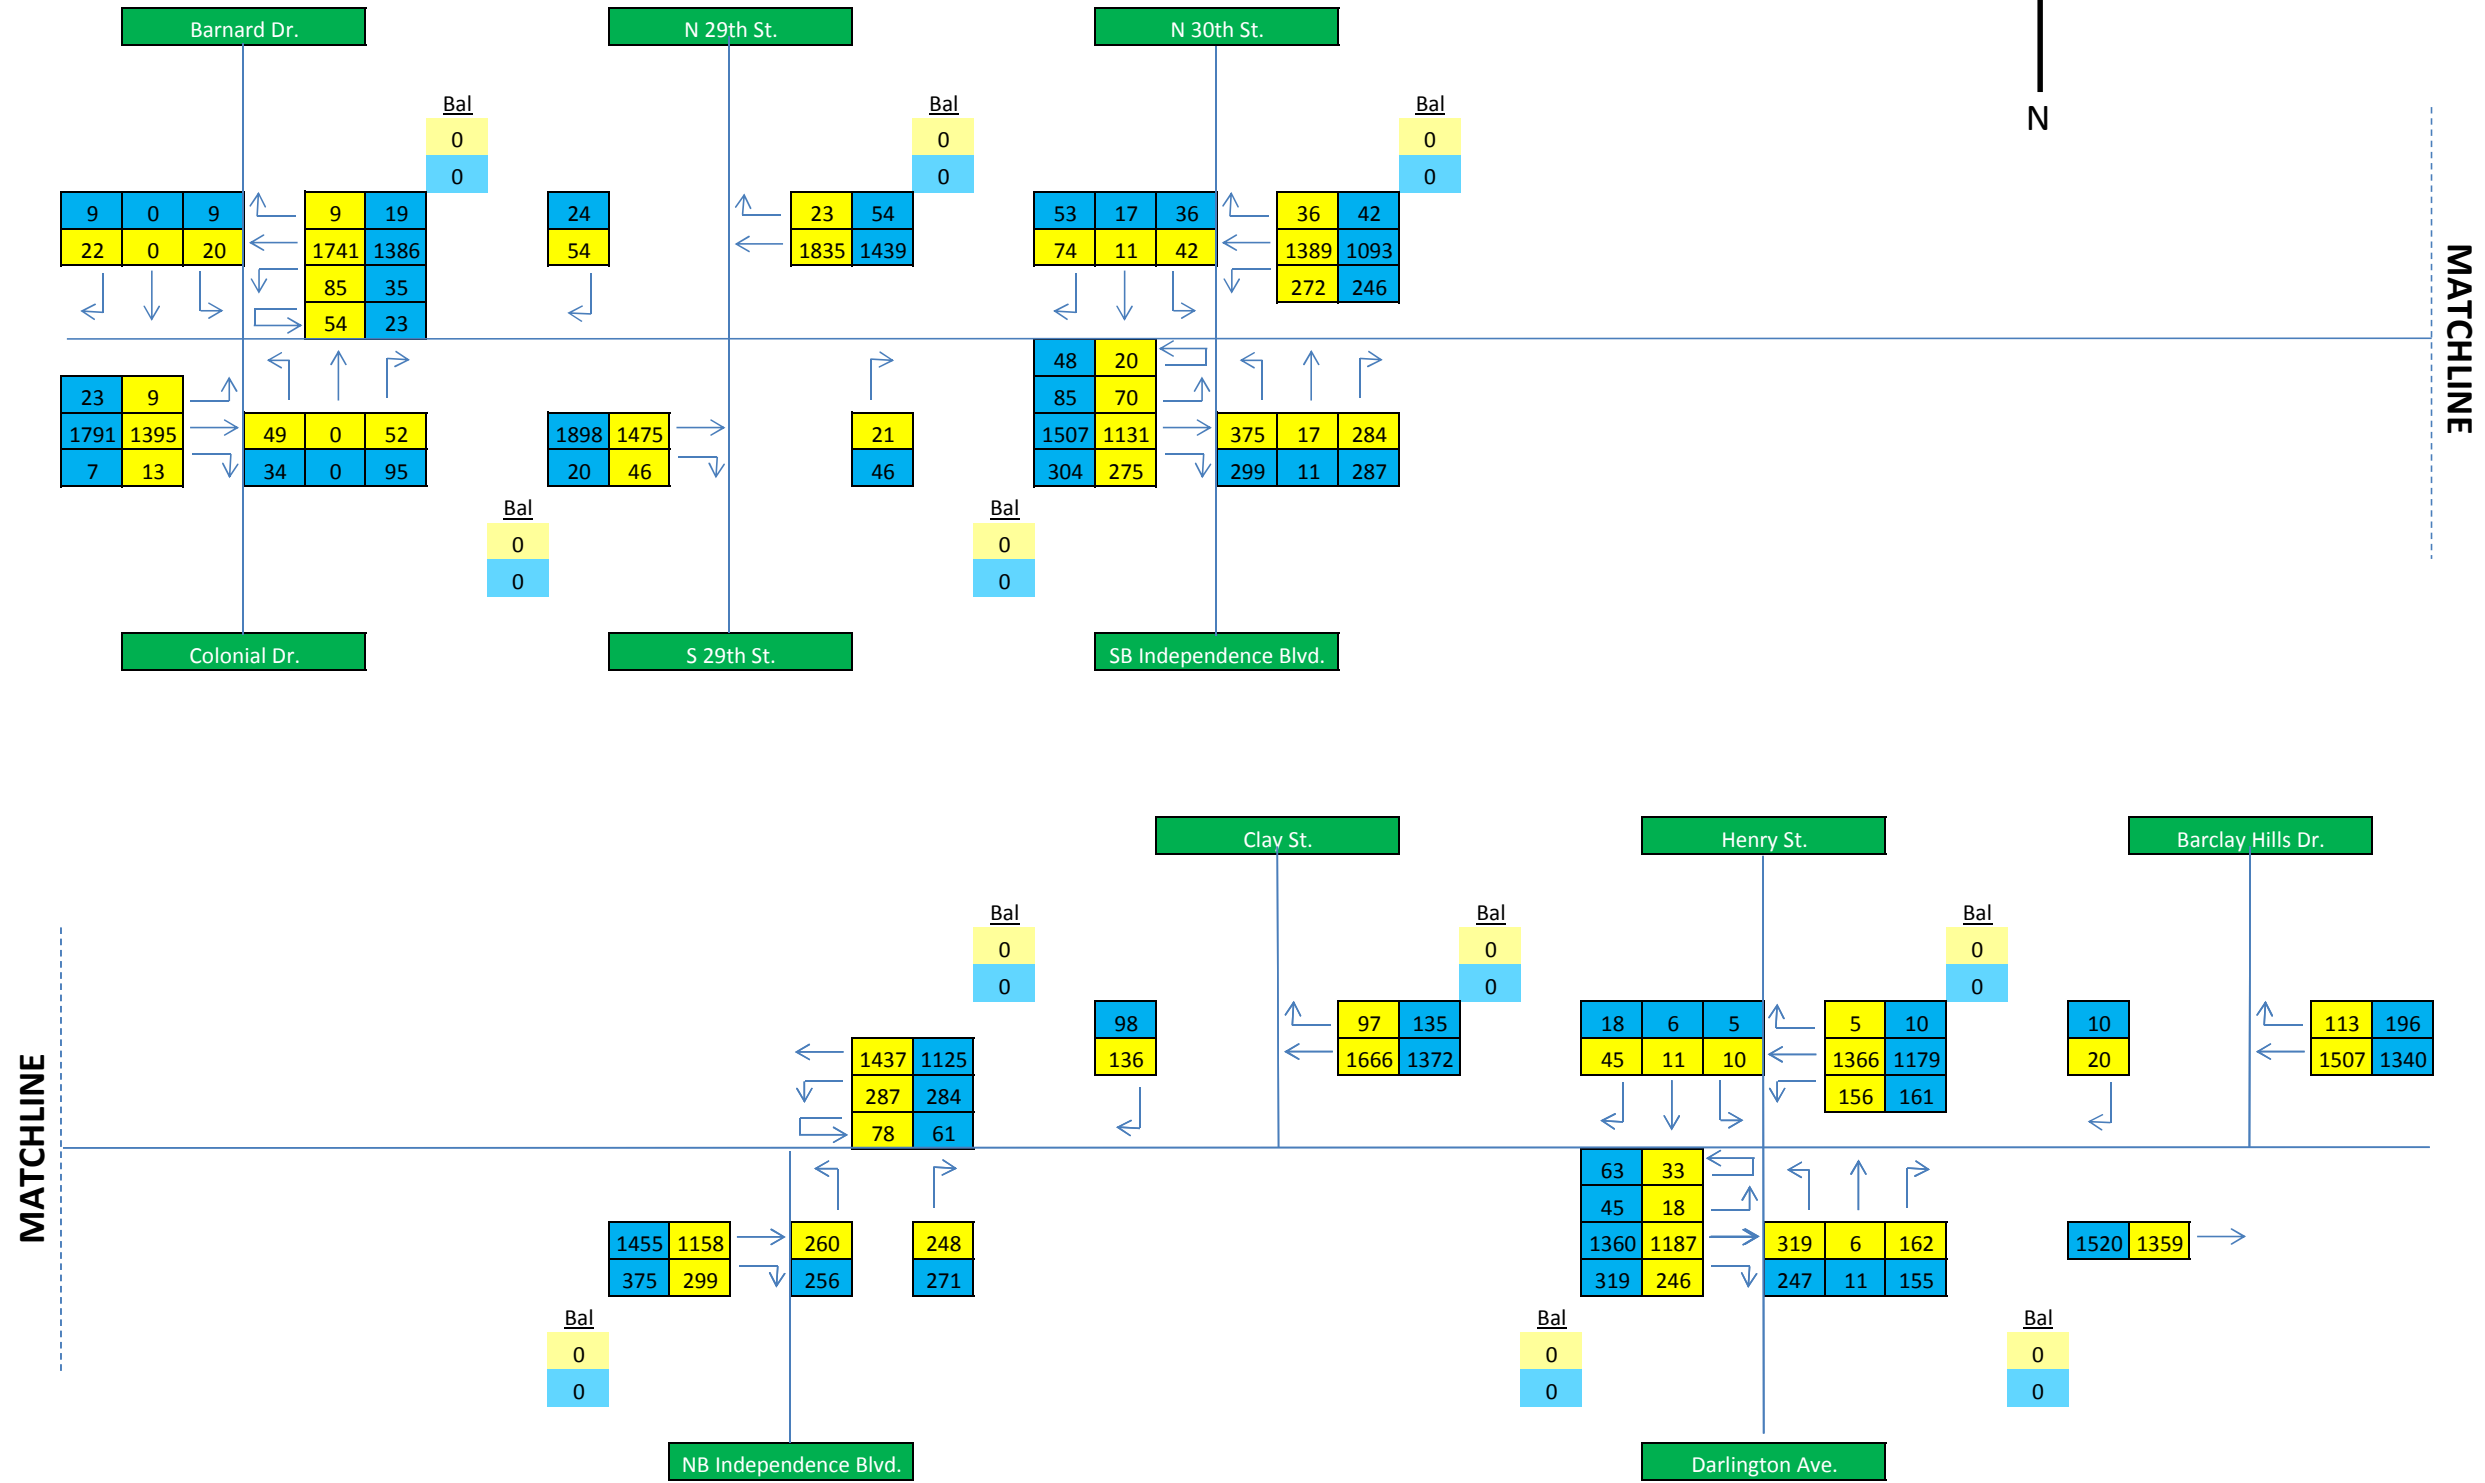 Barnard Dr. N 29th St. N 30th St.
N
Bal Bal Bal
0 0 0
0 0 0
9 0 9 9 19 24 23 54 53 17 36 36 42
22 0 20 1741 1386 54 1835 1439 74 11 42 1389 1093
85 35 272 246
54 23
MATCHLINE
48 20
23 9 85 70
1791 1395 49 0 52 1898 1475 21 1507 1131 375 17 284
7 13 34 0 95 20 46 46 304 275 299 11 287
Bal Bal
0 0
0 0
Colonial Dr. S 29th St. SB Independence Blvd.
Clay St. Henry St. Barclay Hills Dr.
Bal Bal Bal
0 0 0
0 0 0
98 97 135 18 6 5 5 10 10 113 196
1437 1125 136 1666 1372 45 11 10 1366 1179 20 1507 1340
287 284 156 161
78 61
MATCHLINE
63 33
45 18
1455 1158 260 248 1360 1187 319 6 162 1520 1359
375 299 256 271 319 246 247 11 155
Bal Bal Bal
0 0 0
0 0 0
NB Independence Blvd. Darlington Ave.